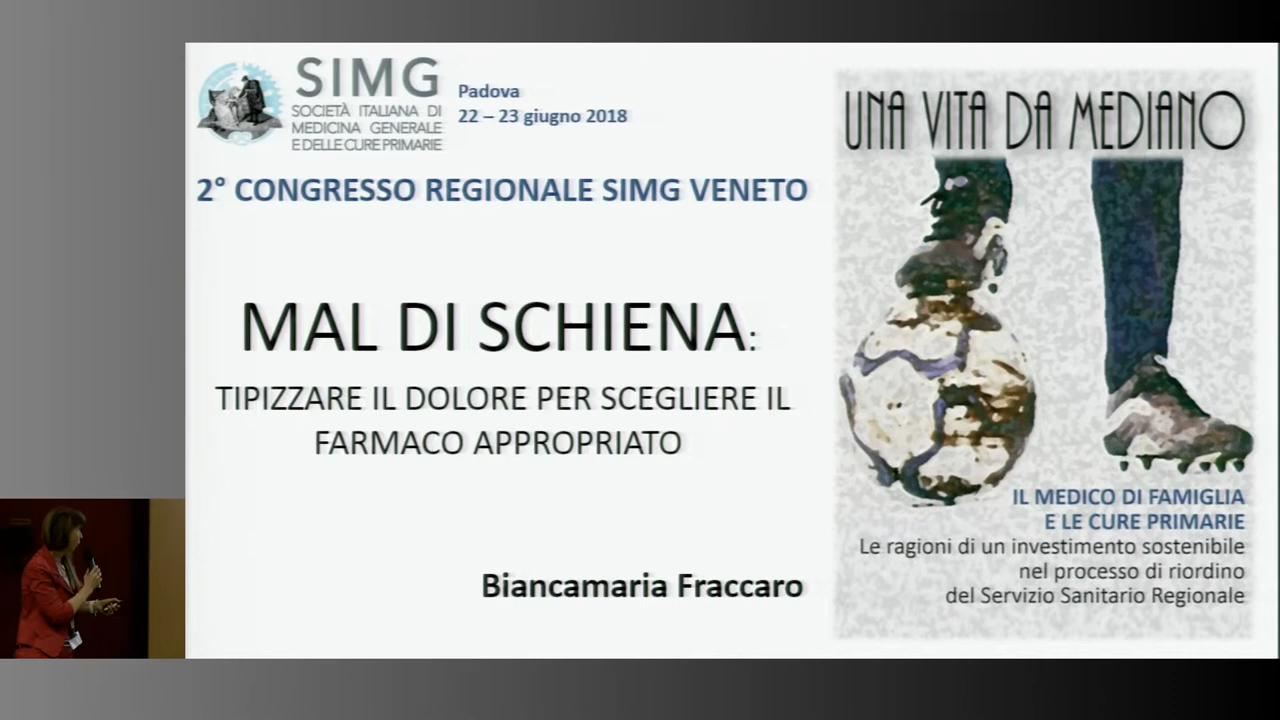 SIMG
SOCIETÀ ITALIANA DI
MEDICINA GENERALE
E DELLE CURE PRIMARIE
Padova
22 – 23 giugno 2018
2° CONGRESSO REGIONALE SIMG VENETO
MAL DI SCHIENA:
TIPIZZARE IL DOLORE PER SCEGLIERE IL
FARMACO APPROPRIATO
Biancamaria Fraccaro
UNA VITA DA MEDIANO
IL MEDICO DI FAMIGLIA
E LE CURE PRIMARIE
Le ragioni di un investimento sostenibile
nel processo di riordino
del Servizio Sanitario Regionale